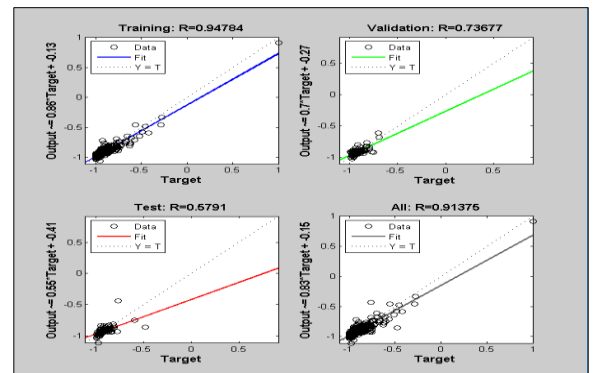 Training: R=0.94784
Output ~= 0.86*Target + -0.13
1
0.5
0
-0.5
-1
Data
Fit
Y = T
-1
-0.5
0
0.5
1
Target
Validation: R=0.73677
Output ~= 0.7*Target + -0.27
0.5
0
-0.5
-1
Data
Fit
Y = T
-1
-0.5
0
0.5
Target
Test: R=0.5791
Output ~= 0.55*Target + -0.41
0.5
0
-0.5
-1
Data
Fit
Y = T
-1
-0.5
0
0.5
Target
All: R=0.91375
Output ~= 0.83*Target + -0.15
1
0.5
0
-0.5
-1
Data
Fit
Y = T
-1
-0.5
0
0.5
1
Target